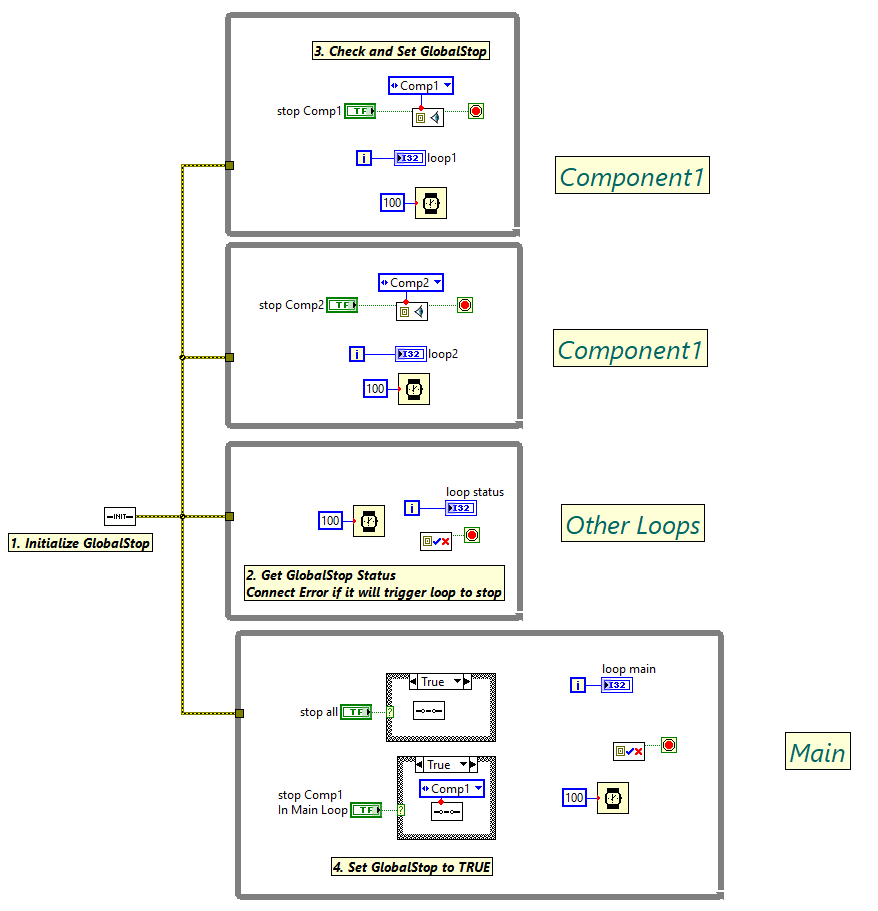 3. Check and Set GlobalStop
Comp1
stop Comp1
TF
i
I32
loop1
100
Component1
Comp2
stop Comp2
TF
i
I32
loop2
100
Component1
INIT
1. Initialize GlobalStop
loop status
i
I32
100
Other Loops
2. Get GlobalStop Status
Connect Error if it will trigger loop to stop
True
stop all
TF
?
loop main
i
I32
True
Comp1
stop Comp1
In Main Loop
TF
?
100
Main
4. Set GlobalStop to TRUE